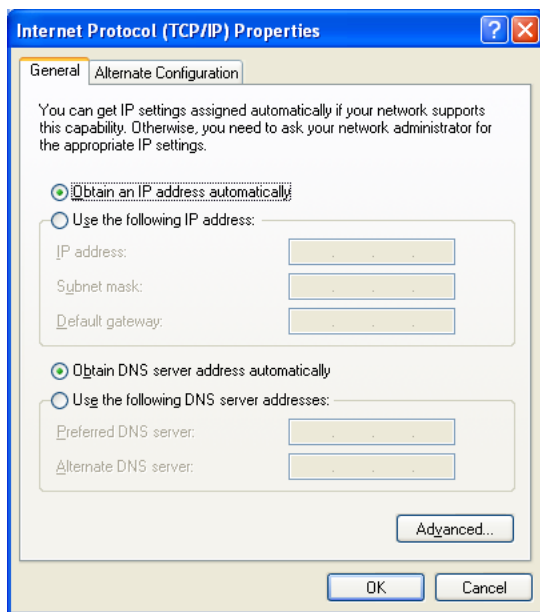 Internet Protocol (TCP/IP) Properties
General
Alternate Configuration
You can get IP settings assigned automatically if your network supports
this capability. Otherwise, you need to ask your network administrator for
the appropriate IP settings.
Obtain an IP address automatically
Use the following IP address:
IP address:
Subnet mask:
Default gateway:
Obtain DNS server address automatically
Use the following DNS server addresses:
Preferred DNS server:
Alternate DNS server:
Advanced...
OK
Cancel